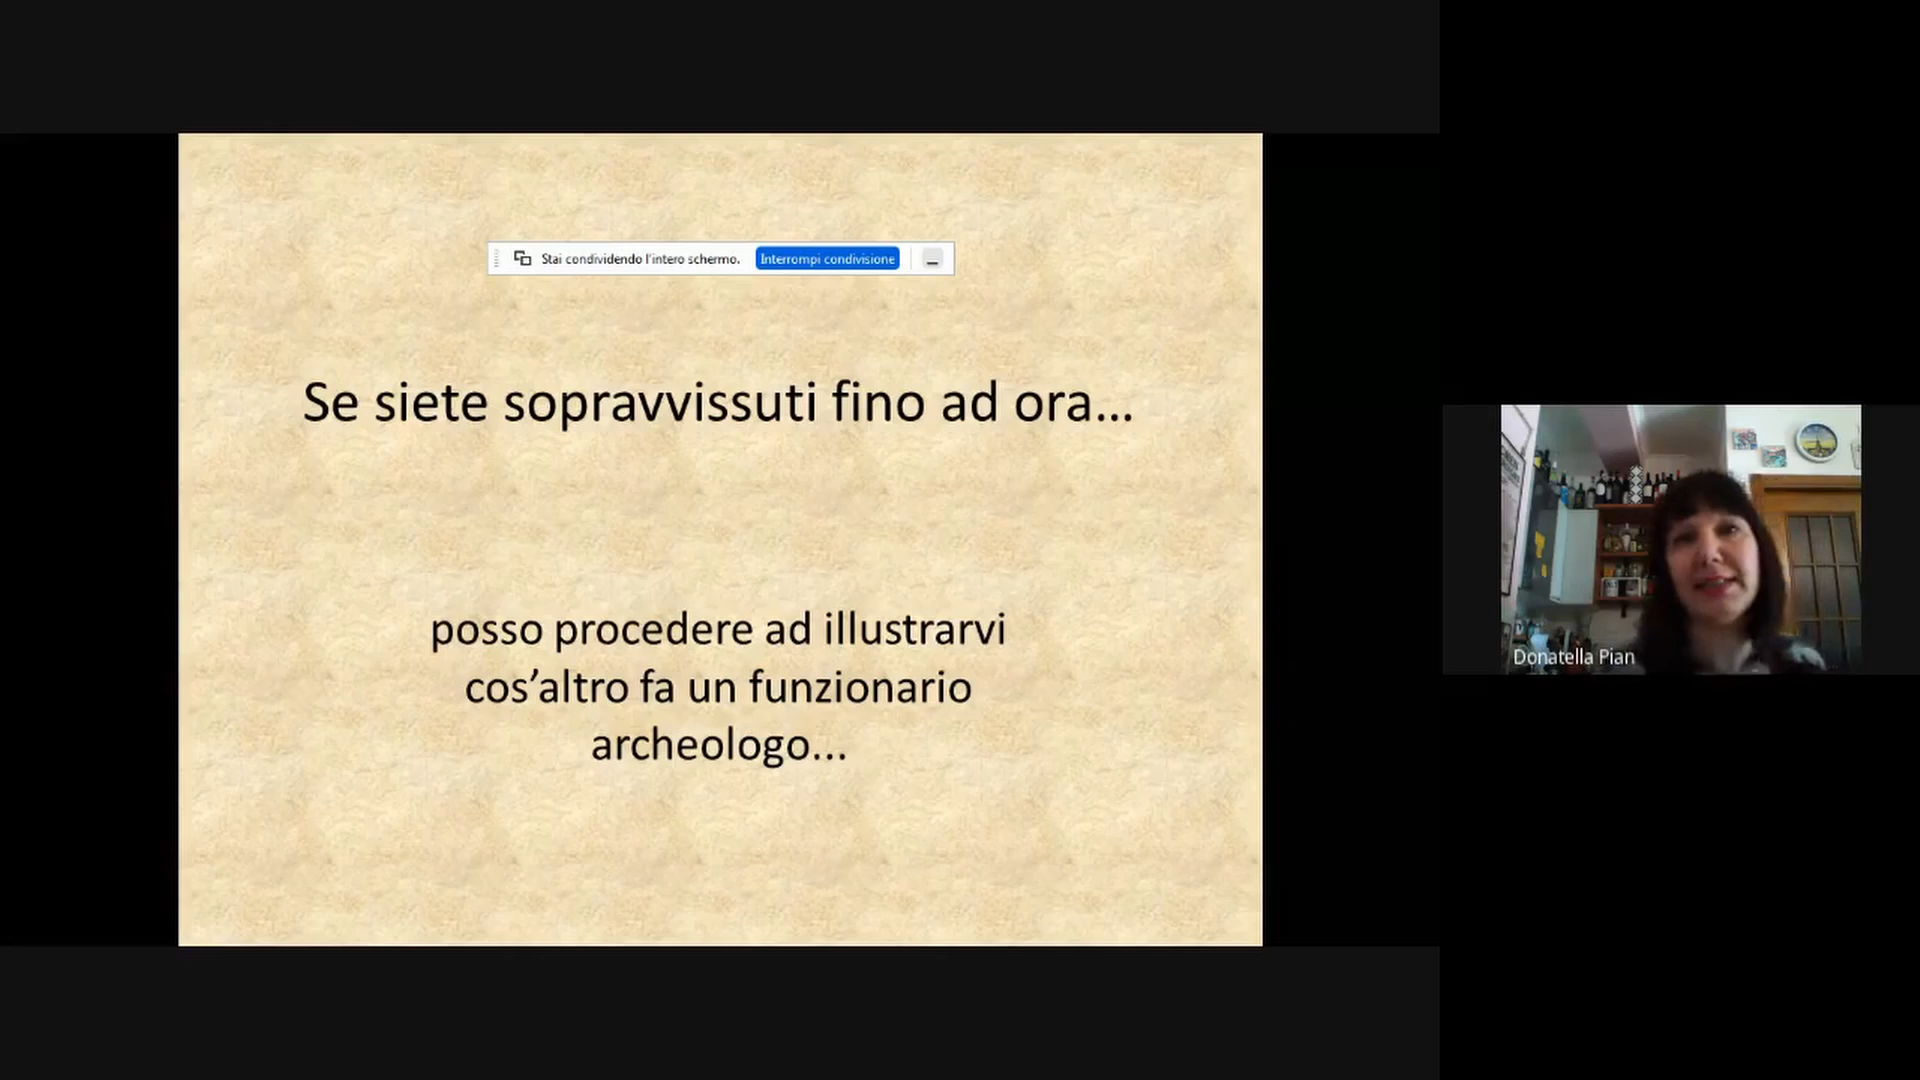 Stai condividendo l'intero schermo. Interrompi condivisione
Se siete sopravvissuti fino ad ora...
posso procedere ad illustrarvi
cos’altro fa un funzionario
archeologo...
Donatella Pian